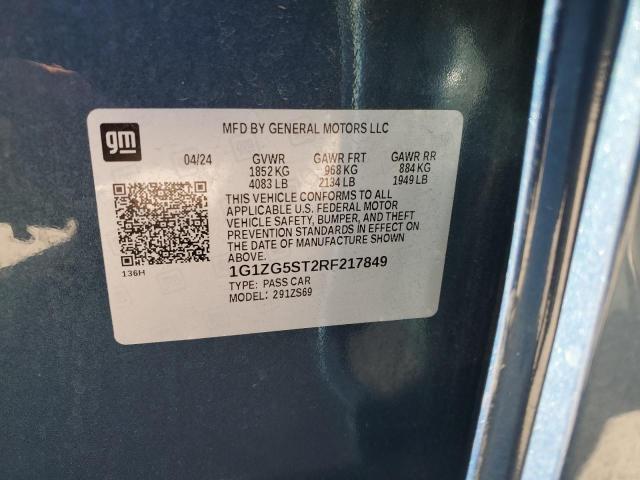 gm
MFD BY GENERAL MOTORS LLC
04/24 GVWR GAWR FRT GAWR RR
1852 KG 968 KG 884 KG
4083 LB 2134 LB 1949 LB
THIS VEHICLE CONFORMS TO ALL
APPLICABLE U.S. FEDERAL MOTOR
VEHICLE SAFETY, BUMPER, AND THEFT
PREVENTION STANDARDS IN EFFECT ON
THE DATE OF MANUFACTURE SHOWN
ABOVE.
136H
1G1ZG5ST2RF217849
TYPE: PASS CAR
MODEL: 291ZS69